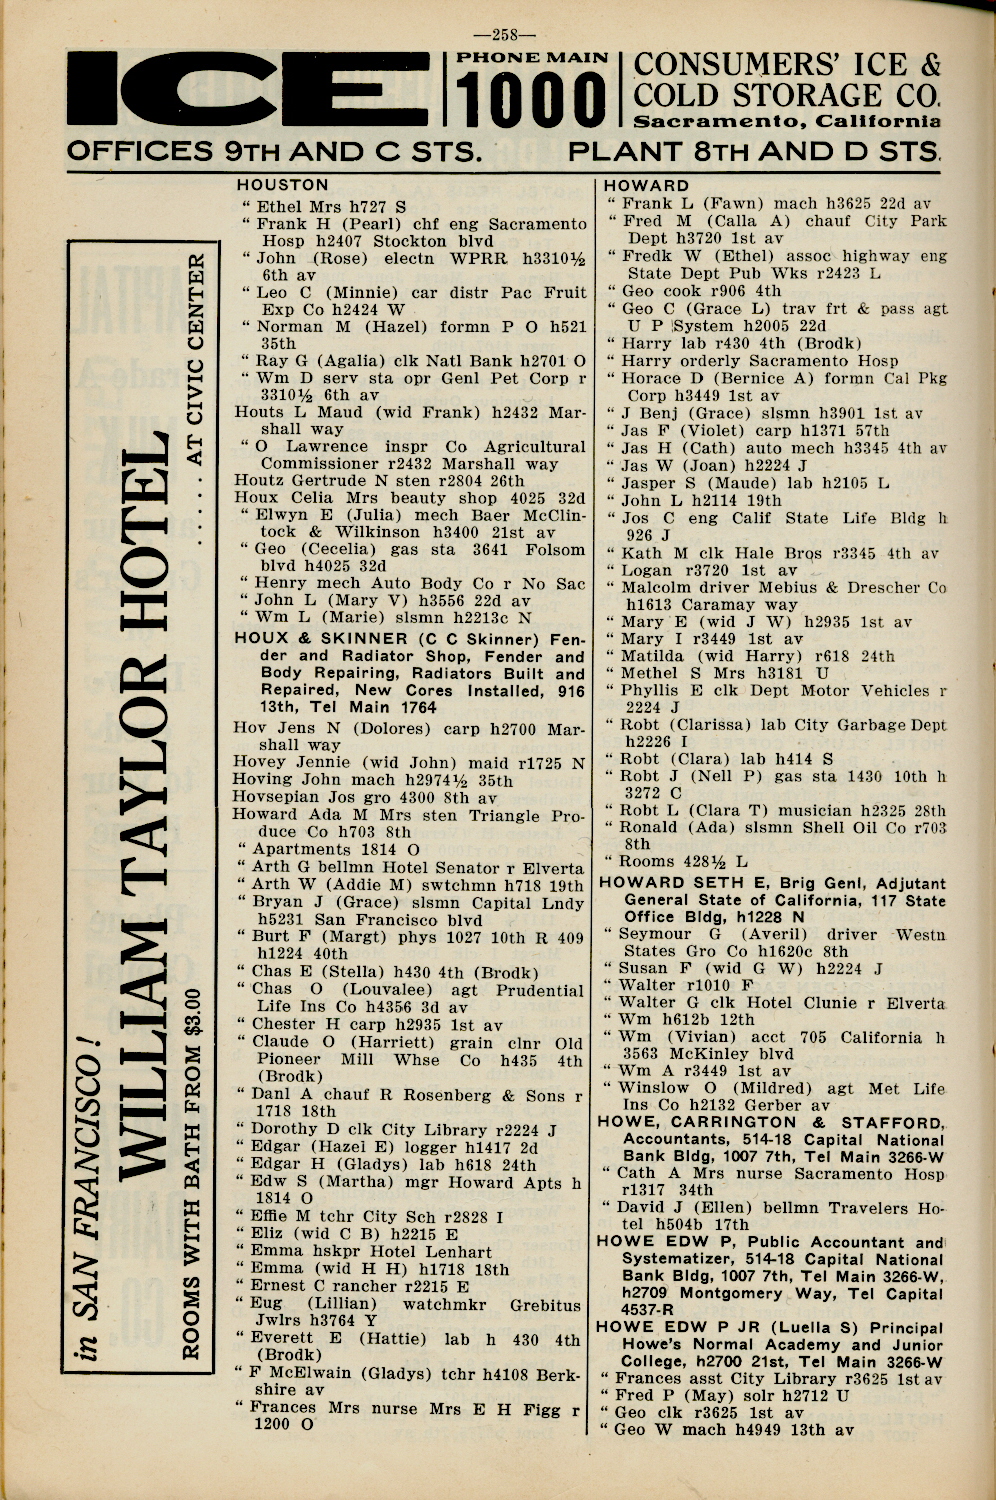 —258—
ICE
PHONE MAIN
1000
CONSUMERS' ICE &
COLD STORAGE CO.
Sacramento, California
OFFICES 9TH AND C STS. PLANT 8TH AND D STS.
in SAN FRANCISCO!
WILLIAM TAYLOR HOTEL
ROOMS WITH BATH FROM $3.00 . . . . . AT CIVIC CENTER
HOUSTON
" Ethel Mrs h727 S
" Frank H (Pearl) chf eng Sacramento
Hosp h2407 Stockton blvd
" John (Rose) electn WPRR h3310½
6th av
" Leo C (Minnie) car distr Pac Fruit
Exp Co h2424 W
" Norman M (Hazel) formn P O h521
35th
" Ray G (Agalia) clk Natl Bank h2701 O
" Wm D serv sta opr Genl Pet Corp r
3310½ 6th av
Houts L Maud (wid Frank) h2432 Mar-
shall way
" O Lawrence inspr Co Agricultural
Commissioner r2432 Marshall way
Houtz Gertrude N sten r2804 26th
Houx Celia Mrs beauty shop 4025 32d
" Elwyn E (Julia) mech Baer McClin-
tock & Wilkinson h3400 21st av
" Geo (Cecelia) gas sta 3641 Folsom
blvd h4025 32d
" Henry mech Auto Body Co r No Sac
" John L (Mary V) h3556 22d av
" Wm L (Marie) slsmn h2213c N
HOUX & SKINNER (C C Skinner) Fen-
der and Radiator Shop, Fender and
Body Repairing, Radiators Built and
Repaired, New Cores Installed, 916
13th, Tel Main 1764
Hov Jens N (Dolores) carp h2700 Mar-
shall way
Hovey Jennie (wid John) maid r1725 N
Hoving John mach h2974½ 35th
Hovsepian Jos gro 4300 8th av
Howard Ada M Mrs sten Triangle Pro-
duce Co h703 8th
" Apartments 1814 O
" Arth G bellmn Hotel Senator r Elverta
" Arth W (Addie M) swtchmn h718 19th
" Bryan J (Grace) slsmn Capital Lndy
h5231 San Francisco blvd
" Burt F (Margt) phys 1027 10th R 409
h1224 40th
" Chas E (Stella) h430 4th (Brodk)
" Chas O (Louvalee) agt Prudential
Life Ins Co h4356 3d av
" Chester H carp h2935 1st av
" Claude O (Harriett) grain clnr Old
Pioneer Mill Whse Co h435 4th
(Brodk)
" Danl A chauf R Rosenberg & Sons r
1718 18th
" Dorothy D clk City Library r2224 J
" Edgar (Hazel E) logger h1417 2d
" Edgar H (Gladys) lab h618 24th
" Edw S (Martha) mgr Howard Apts h
1814 O
" Effie M tchr City Sch r2828 I
" Eliz (wid C B) h2215 E
" Emma hskpr Hotel Lenhart
" Emma (wid H H) h1718 18th
" Ernest C rancher r2215 E
" Eug (Lillian) watchmkr Grebitus
Jwlrs h3764 Y
" Everett E (Hattie) lab h 430 4th
(Brodk)
" F McElwain (Gladys) tchr h4108 Berk-
shire av
" Frances Mrs nurse Mrs E H Figg r
1200 O
HOWARD
" Frank L (Fawn) mach h3625 22d av
" Fred M (Calla A) chauf City Park
Dept h3720 1st av
" Fredk W (Ethel) assoc highway eng
State Dept Pub Wks r2423 L
" Geo cook r906 4th
" Geo C (Grace L) trav frt & pass agt
U P System h2005 22d
" Harry lab r430 4th (Brodk)
" Harry orderly Sacramento Hosp
" Horace D (Bernice A) formn Cal Pkg
Corp h3449 1st av
" J Benj (Grace) slsmn h3901 1st av
" Jas F (Violet) carp h1371 57th
" Jas H (Cath) auto mech h3345 4th av
" Jas W (Joan) h2224 J
" Jasper S (Maude) lab h2105 L
" John L h2114 19th
" Jos C eng Calif State Life Bldg h
926 J
" Kath M clk Hale Bros r3345 4th av
" Logan r3720 1st av
" Malcolm driver Mebius & Drescher Co
h1613 Caramay way
" Mary E (wid J W) h2935 1st av
" Mary I r3449 1st av
" Matilda (wid Harry) r618 24th
" Methel S Mrs h3181 U
" Phyllis E clk Dept Motor Vehicles r
2224 J
" Robt (Clarissa) lab City Garbage Dept
h2226 I
" Robt (Clara) lab h414 S
" Robt J (Nell P) gas sta 1430 10th h
3272 C
" Robt L (Clara T) musician h2325 28th
" Ronald (Ada) slsmn Shell Oil Co r703
8th
" Rooms 428½ L
HOWARD SETH E, Brig Genl, Adjutant
General State of California, 117 State
Office Bldg, h1228 N
" Seymour G (Averil) driver Westn
States Gro Co h1620c 8th
" Susan F (wid G W) h2224 J
" Walter r1010 F
" Walter G clk Hotel Clunie r Elverta
" Wm h612b 12th
" Wm (Vivian) acct 705 California h
3563 McKinley blvd
" Wm A r3449 1st av
" Winslow O (Mildred) agt Met Life
Ins Co h2132 Gerber av
HOWE, CARRINGTON & STAFFORD,
Accountants, 514-18 Capital National
Bank Bldg, 1007 7th, Tel Main 3266-W
" Cath A Mrs nurse Sacramento Hosp
r1317 34th
" David J (Ellen) bellmn Travelers Ho-
tel h504b 17th
HOWE EDW P, Public Accountant and
Systematizer, 514-18 Capital National
Bank Bldg, 1007 7th, Tel Main 3266-W,
h2709 Montgomery Way, Tel Capital
4537-R
HOWE EDW P JR (Luella S) Principal
Howe's Normal Academy and Junior
College, h2700 21st, Tel Main 3266-W
" Frances asst City Library r3625 1st av
" Fred P (May) solr h2712 U
" Geo clk r3625 1st av
" Geo W mach h4949 13th av